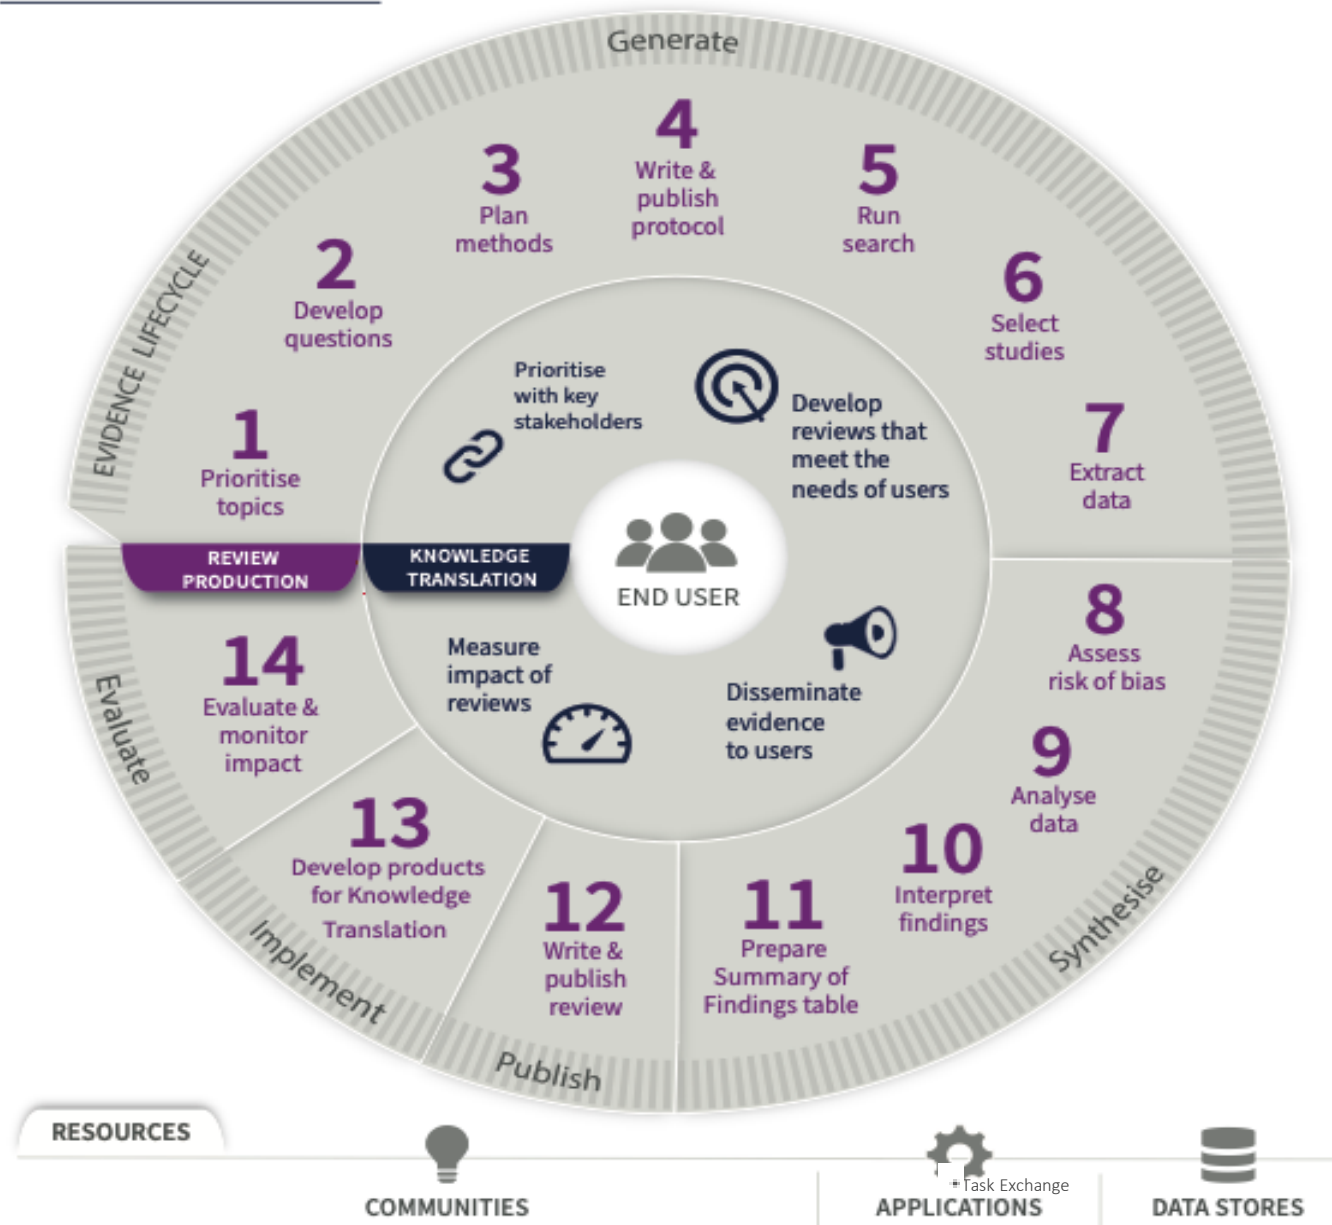 Generate
EVIDENCE LIFECYCLE
1
Prioritise
topics
2
Develop
questions
3
Plan
methods
4
Write &
publish
protocol
5
Run
search
6
Select
studies
7
Extract
data
Prioritise
with key
stakeholders
Develop
reviews that
meet the
needs of users
REVIEW
PRODUCTION
KNOWLEDGE
TRANSLATION
END USER
Measure
impact of
reviews
Disseminate
evidence
to users
8
Assess
risk of bias
9
Analyse
data
10
Interpret
findings
11
Prepare
Summary of
Findings table
Synthesise
12
Write &
publish
review
Publish
13
Develop products
for Knowledge
Translation
Implement
14
Evaluate &
monitor
impact
Evaluate
RESOURCES
COMMUNITIES
Task Exchange
APPLICATIONS
DATA STORES